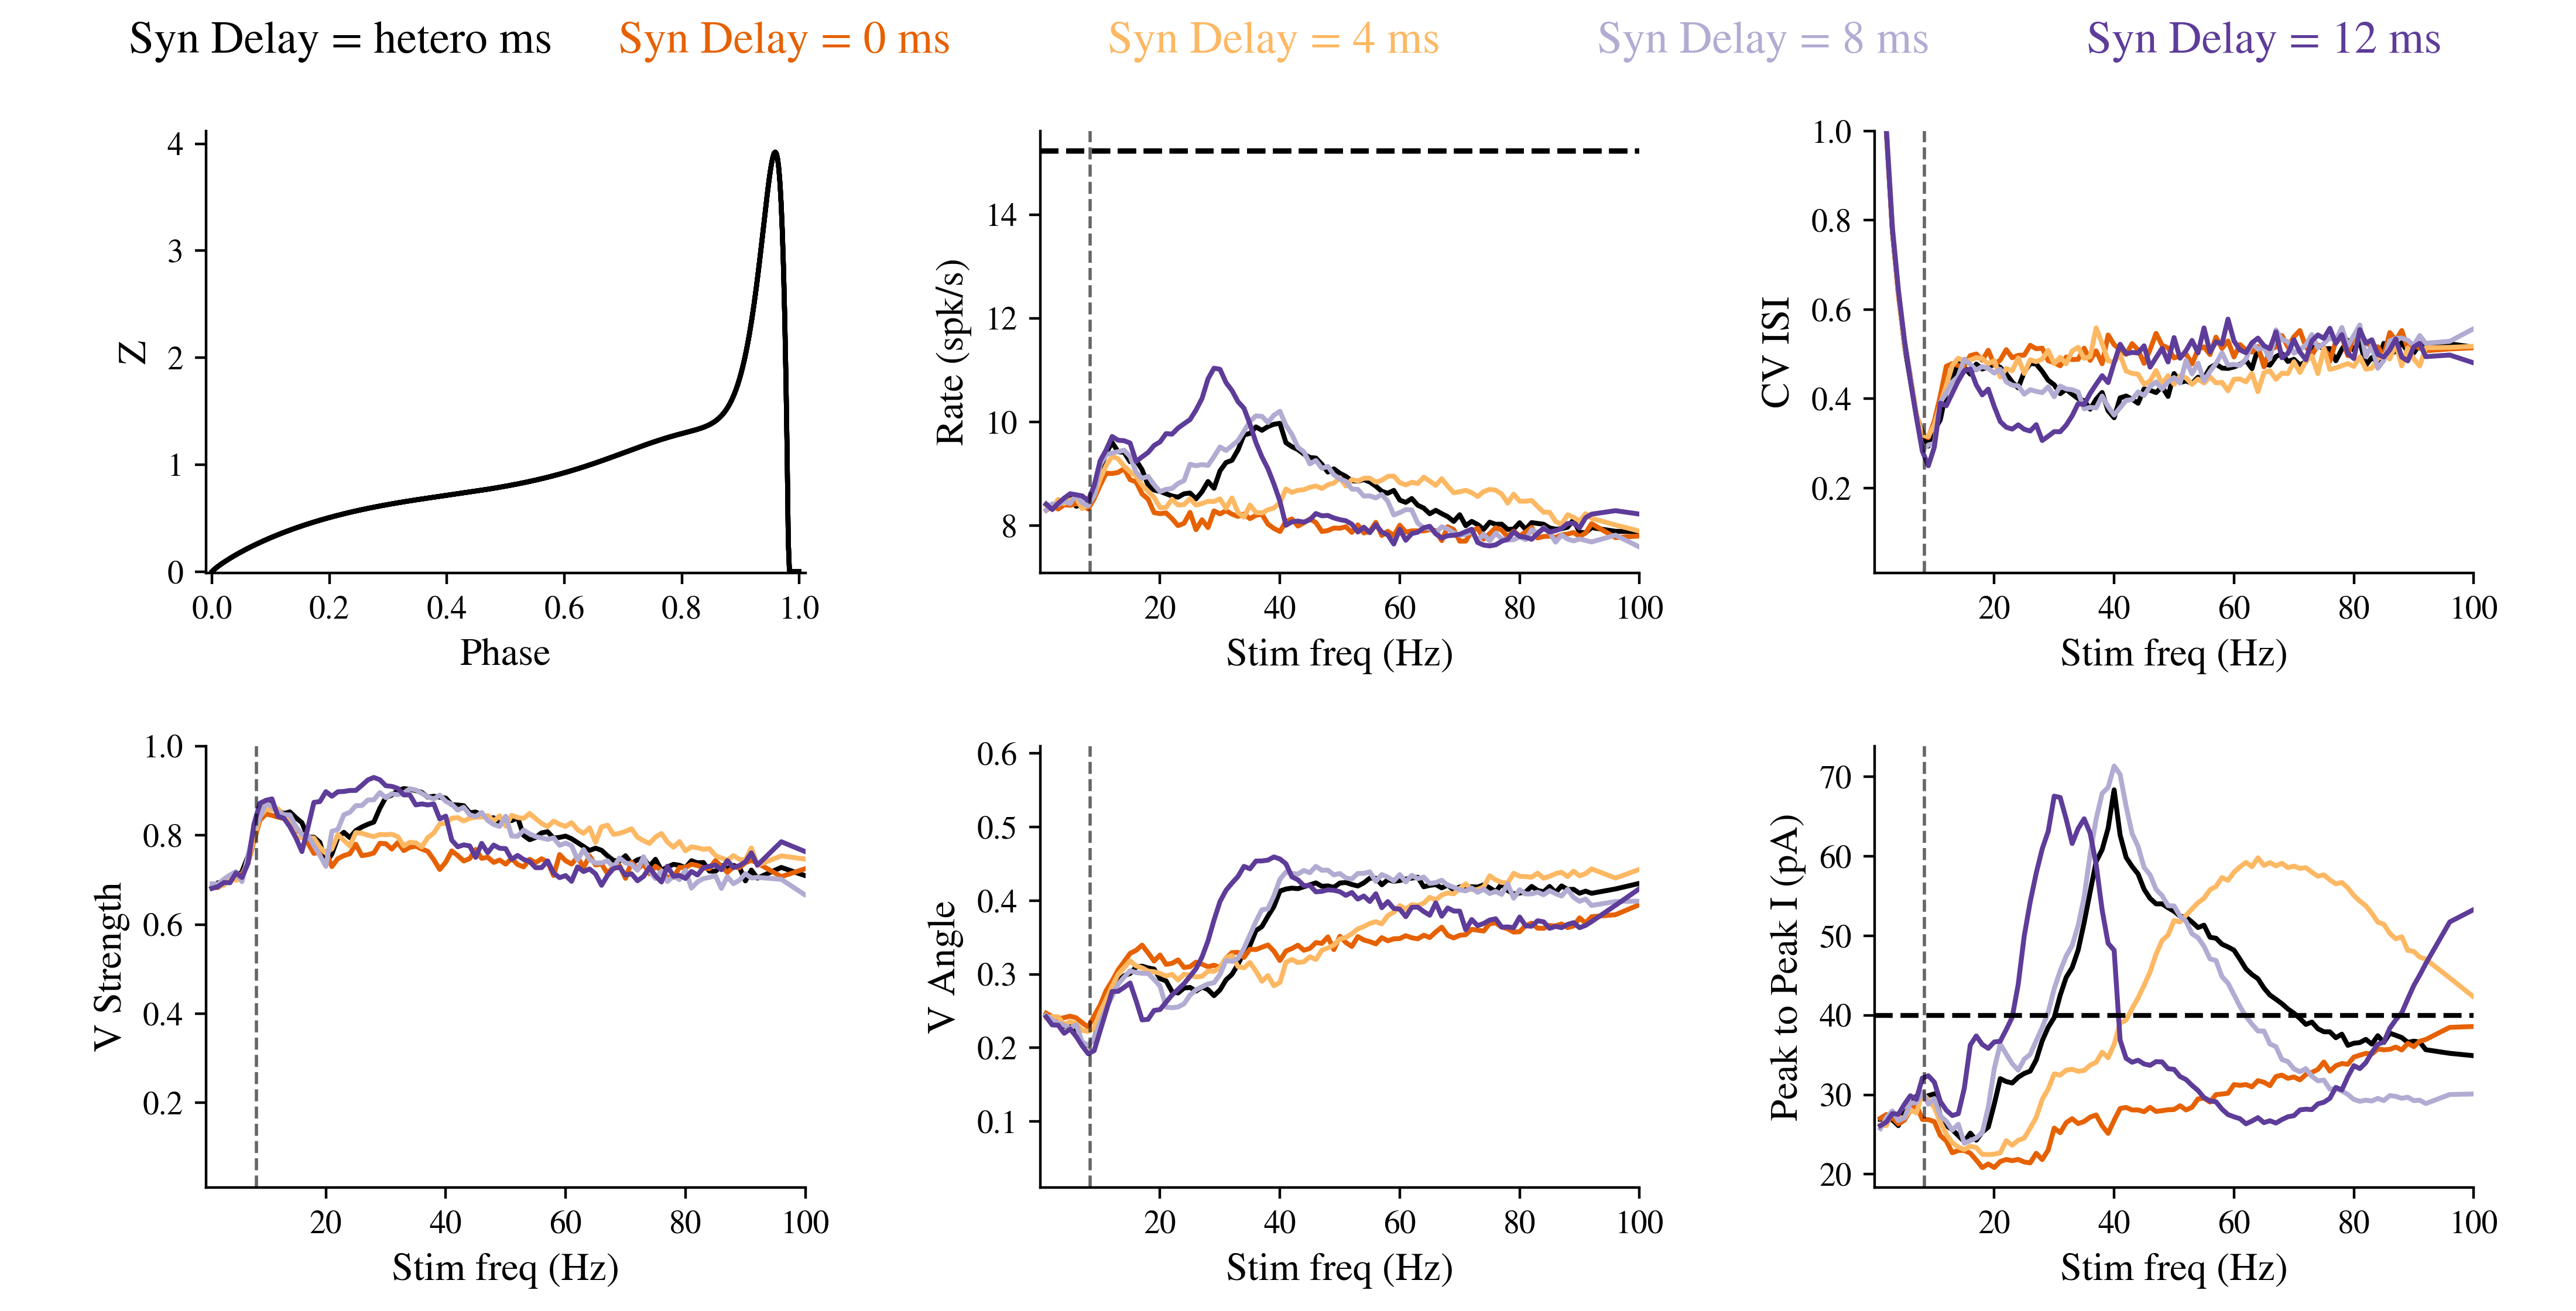 Syn Delay = hetero ms
Syn Delay = 0 ms
Syn Delay = 4 ms
Syn Delay = 8 ms
Syn Delay = 12 ms
4
3
2
1
0
Z
0.0 0.2 0.4 0.6 0.8 1.0
Phase
14
12
10
8
Rate (spk/s)
20 40 60 80 100
Stim freq (Hz)
1.0
0.8
0.6
0.4
0.2
CV ISI
20 40 60 80 100
Stim freq (Hz)
1.0
0.8
0.6
0.4
0.2
V Strength
20 40 60 80 100
Stim freq (Hz)
0.6
0.5
0.4
0.3
0.2
0.1
V Angle
20 40 60 80 100
Stim freq (Hz)
70
60
50
40
30
20
Peak to Peak I (pA)
20 40 60 80 100
Stim freq (Hz)